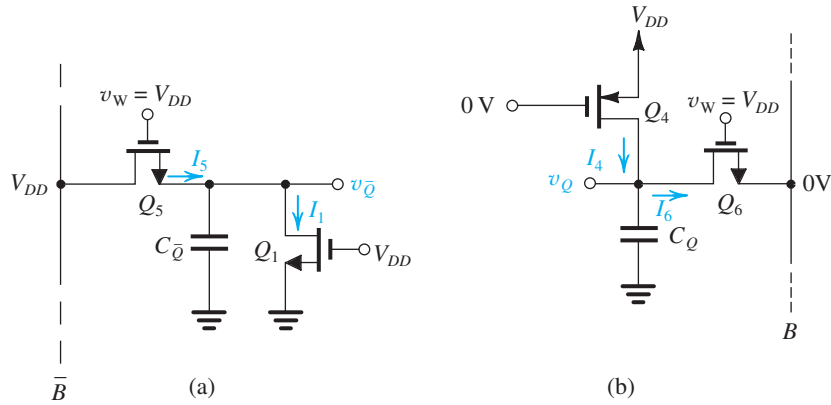 v_W = V_DD
V_DD
I_5
Q_5
v_Q̄
I_1
C_Q̄
Q_1
V_DD
B̄
(a)
V_DD
0 V
Q_4
v_W = V_DD
I_4
v_Q
I_6
Q_6
0V
C_Q
B
(b)